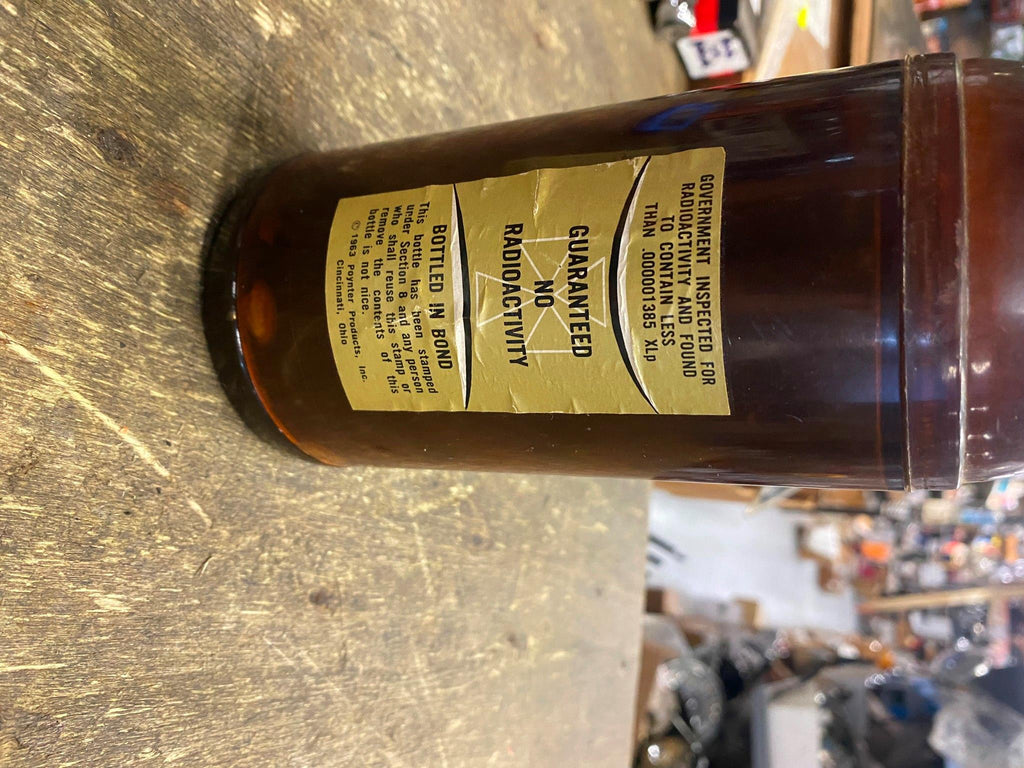 GOVERNMENT INSPECTED FOR
RADIOACTIVITY AND FOUND
TO CONTAIN LESS
THAN .000001385 XLp
GUARANTEED
NO
RADIOACTIVITY
BOTTLED IN BOND
This bottle has been stamped
under Section 8 and any person
who shall reuse this stamp or
remove the contents of this
bottle is not nice.
© 1963 Poynter Products, Inc.
Cincinnati, Ohio